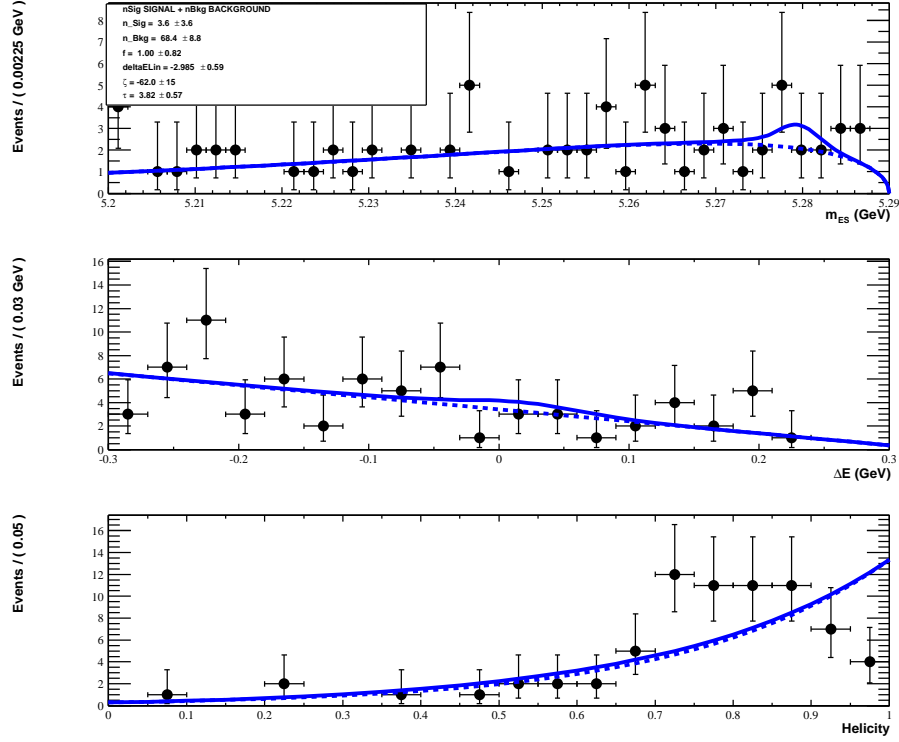 nSig SIGNAL + nBkg BACKGROUND
n_Sig = 3.6 ± 3.6
n_Bkg = 68.4 ± 8.8
f = 1.00 ± 0.82
deltaELin = -2.985 ± 0.59
ζ = -62.0 ± 15
τ = 3.82 ± 0.57
Events / ( 0.00225 GeV )
8
7
6
5
4
3
2
1
0
5.2 5.21 5.22 5.23 5.24 5.25 5.26 5.27 5.28 5.29
m_ES (GeV)
Events / ( 0.03 GeV )
16
14
12
10
8
6
4
2
0
-0.3 -0.2 -0.1 0 0.1 0.2 0.3
ΔE (GeV)
Events / ( 0.05 )
16
14
12
10
8
6
4
2
0
0 0.1 0.2 0.3 0.4 0.5 0.6 0.7 0.8 0.9 1
Helicity